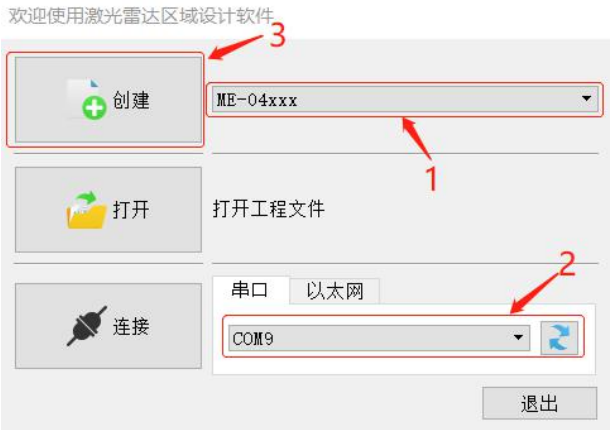 欢迎使用激光雷达区域设计软件
3
创建
ME-04xxx
1
打开
打开工程文件
2
串口
以太网
连接
COM9
退出